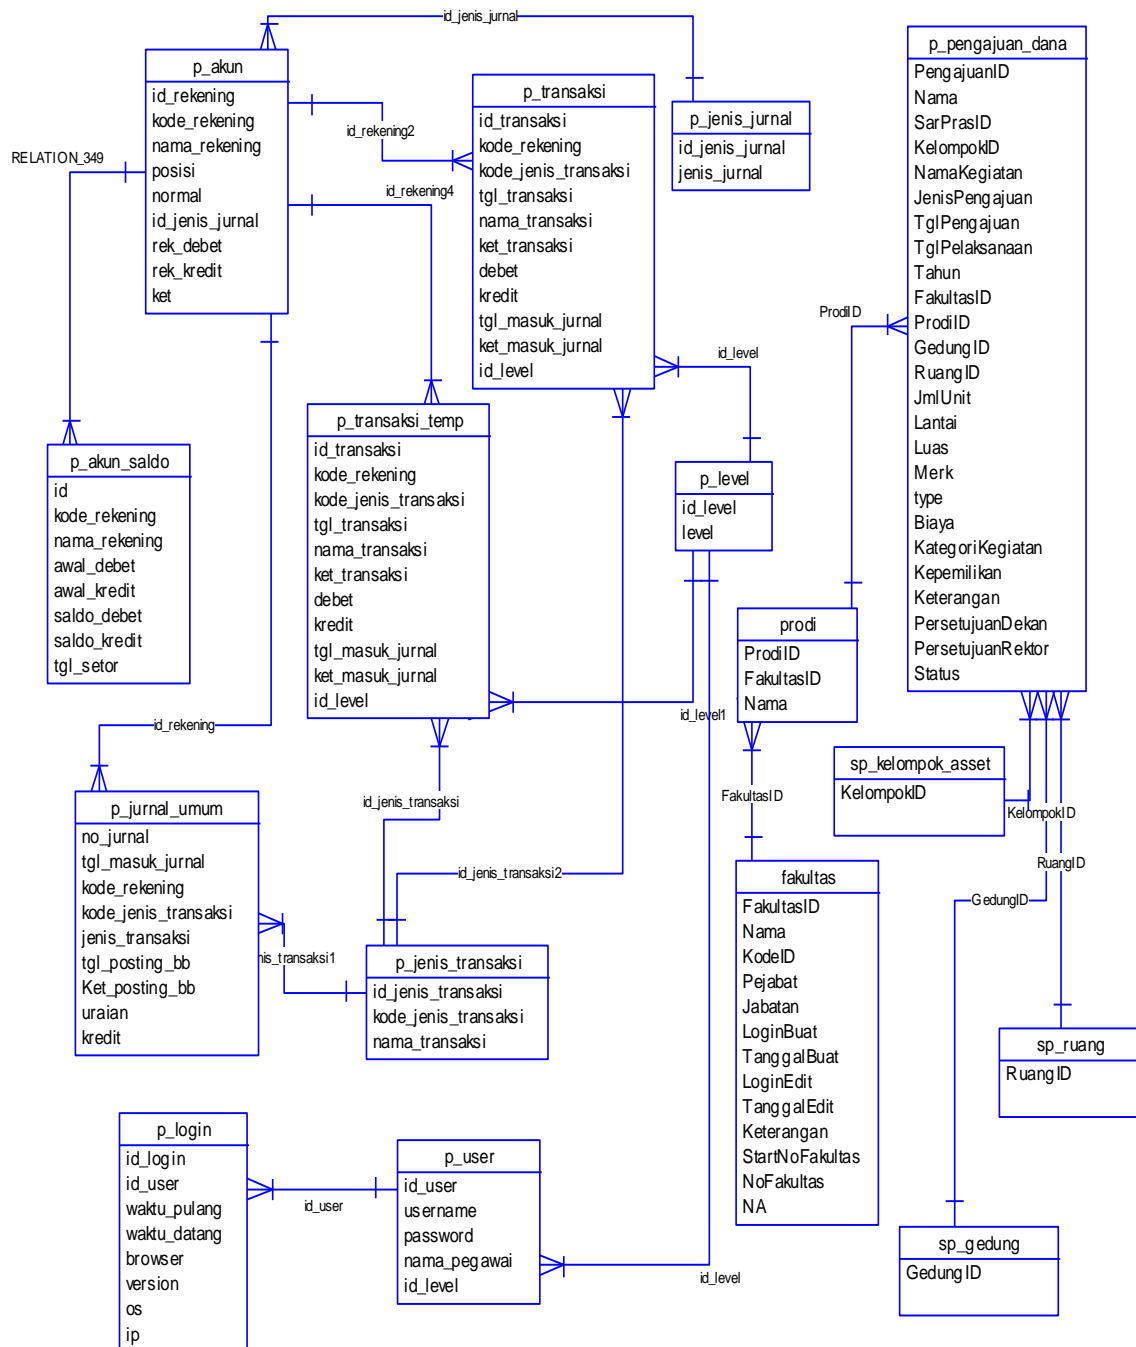 id_jenis_jurnal
p_akun
id_rekening
kode_rekening
nama_rekening
posisi
normal
id_jenis_jurnal
rek_debet
rek_kredit
ket
id_rekening2
id_rekening4
RELATION_349
p_transaksi
id_transaksi
kode_rekening
kode_jenis_transaksi
tgl_transaksi
nama_transaksi
ket_transaksi
debet
kredit
tgl_masuk_jurnal
ket_masuk_jurnal
id_level
p_jenis_jurnal
id_jenis_jurnal
jenis_jurnal
p_pengajuan_dana
PengajuanID
Nama
SarPrasID
KelompokID
NamaKegiatan
JenisPengajuan
TglPengajuan
TglPelaksanaan
Tahun
FakultasID
ProdiID
GedungID
RuangID
JmlUnit
Lantai
Luas
Merk
type
Biaya
KategoriKegiatan
Kepemilikan
Keterangan
PersetujuanDekan
PersetujuanRektor
Status
ProdiID
id_level
p_transaksi_temp
id_transaksi
kode_rekening
kode_jenis_transaksi
tgl_transaksi
nama_transaksi
ket_transaksi
debet
kredit
tgl_masuk_jurnal
ket_masuk_jurnal
id_level
p_akun_saldo
id
kode_rekening
nama_rekening
awal_debet
awal_kredit
saldo_debet
saldo_kredit
tgl_setor
p_level
id_level
level
prodi
ProdiID
FakultasID
Nama
id_level1
id_rekening
sp_kelompok_asset
KelompokID
KelompokID
FakultasID
RuangID
GedungID
id_jenis_transaksi
id_jenis_transaksi2
p_jurnal_umum
no_jurnal
tgl_masuk_jurnal
kode_rekening
kode_jenis_transaksi
jenis_transaksi
tgl_posting_bb
Ket_posting_bb
uraian
kredit
nis_transaksi1
p_jenis_transaksi
id_jenis_transaksi
kode_jenis_transaksi
nama_transaksi
fakultas
FakultasID
Nama
KodeID
Pejabat
Jabatan
LoginBuat
TanggalBuat
LoginEdit
TanggalEdit
Keterangan
StartNoFakultas
NoFakultas
NA
sp_ruang
RuangID
sp_gedung
GedungID
p_login
id_login
id_user
waktu_pulang
waktu_datang
browser
version
os
ip
id_user
p_user
id_user
username
password
nama_pegawai
id_level
id_level